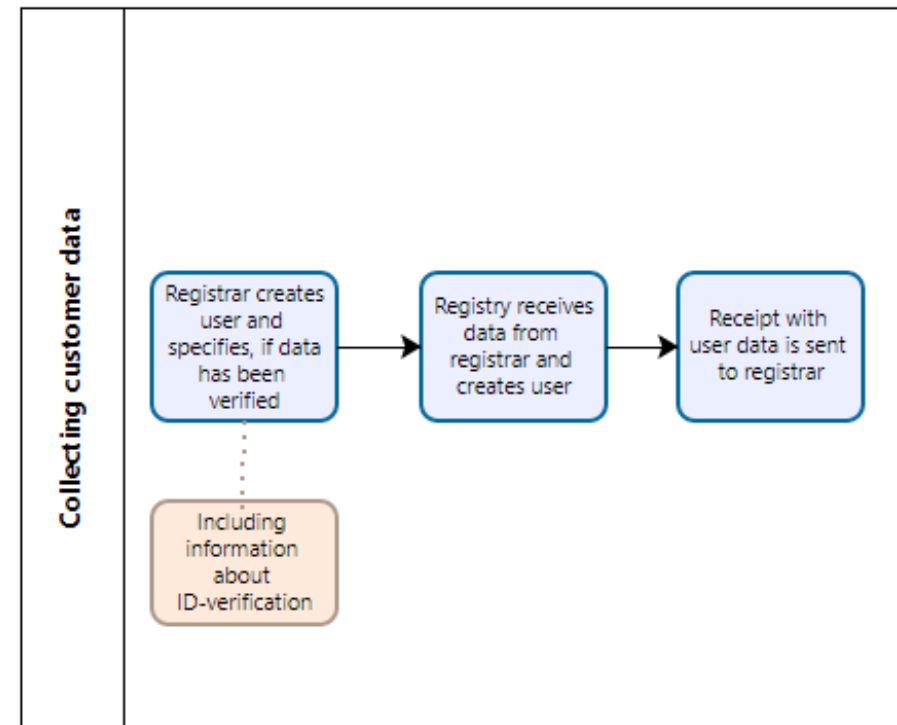 Collecting customer data
Registrar creates
user and
specifies, if data
has been
verified
Registry receives
data from
registrar and
creates user
Receipt with
user data is sent
to registrar
Including
information
about
ID-verification